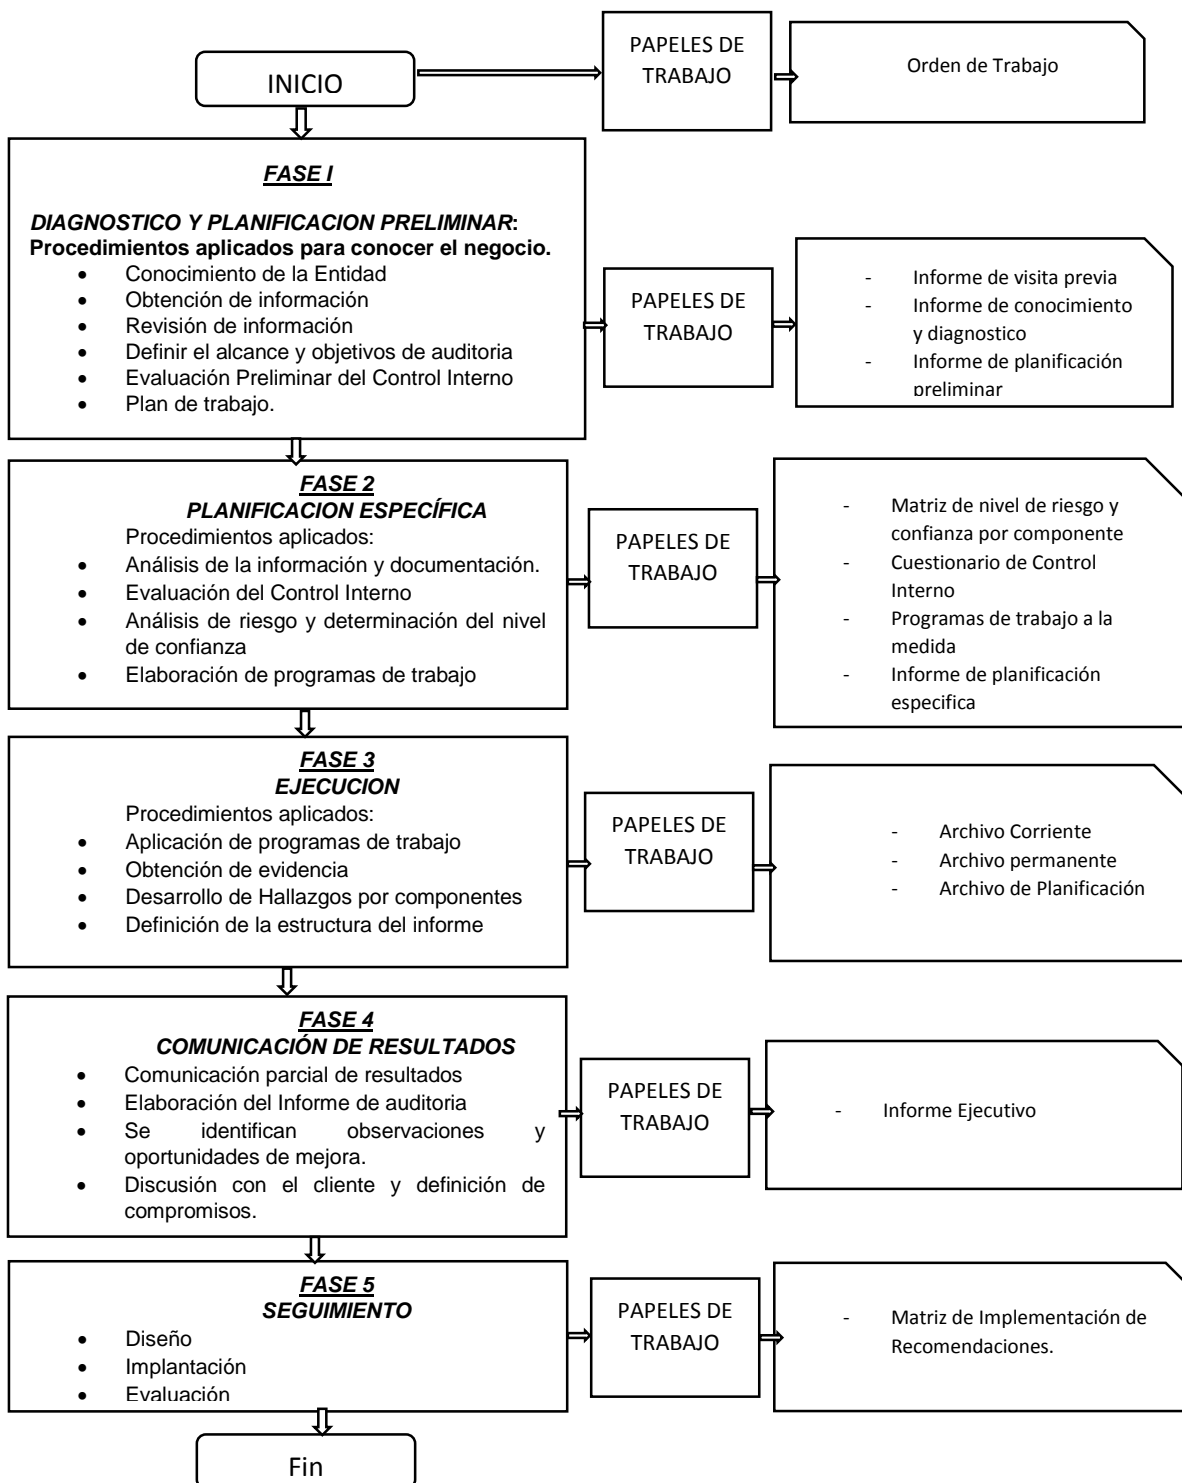 INICIO
PAPELES DE
TRABAJO
Orden de Trabajo
FASE I
DIAGNOSTICO Y PLANIFICACION PRELIMINAR:
Procedimientos aplicados para conocer el negocio.
• Conocimiento de la Entidad
• Obtención de información
• Revisión de información
• Definir el alcance y objetivos de auditoria
• Evaluación Preliminar del Control Interno
• Plan de trabajo.
PAPELES DE
TRABAJO
- Informe de visita previa
- Informe de conocimiento
y diagnostico
- Informe de planificación
preliminar
FASE 2
PLANIFICACION ESPECÍFICA
Procedimientos aplicados:
• Análisis de la información y documentación.
• Evaluación del Control Interno
• Análisis de riesgo y determinación del nivel
de confianza
• Elaboración de programas de trabajo
PAPELES DE
TRABAJO
- Matriz de nivel de riesgo y
confianza por componente
- Cuestionario de Control
Interno
- Programas de trabajo a la
medida
- Informe de planificación
especifica
FASE 3
EJECUCION
Procedimientos aplicados:
• Aplicación de programas de trabajo
• Obtención de evidencia
• Desarrollo de Hallazgos por componentes
• Definición de la estructura del informe
PAPELES DE
TRABAJO
- Archivo Corriente
- Archivo permanente
- Archivo de Planificación
FASE 4
COMUNICACIÓN DE RESULTADOS
• Comunicación parcial de resultados
• Elaboración del Informe de auditoria
• Se identifican observaciones y
oportunidades de mejora.
• Discusión con el cliente y definición de
compromisos.
PAPELES DE
TRABAJO
- Informe Ejecutivo
FASE 5
SEGUIMIENTO
• Diseño
• Implantación
• Evaluación
PAPELES DE
TRABAJO
- Matriz de Implementación de
Recomendaciones.
Fin